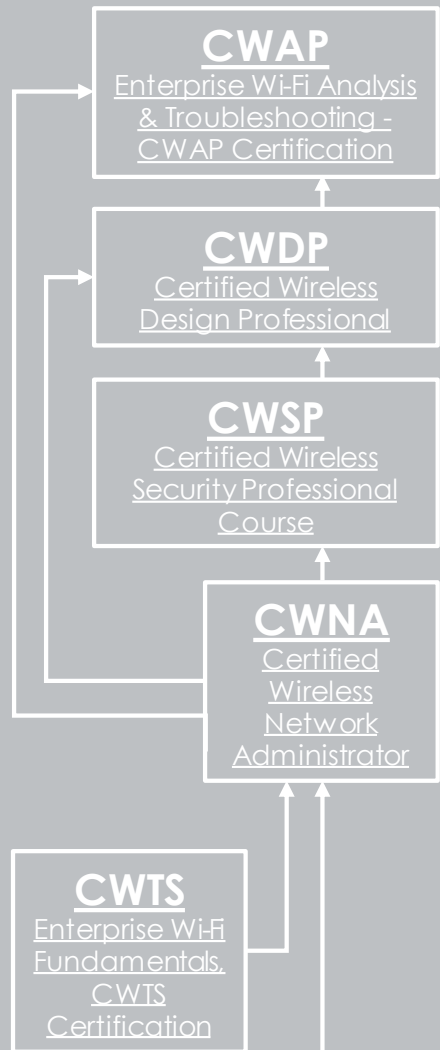 CWAP
Enterprise Wi-Fi Analysis
& Troubleshooting -
CWAP Certification
CWDP
Certified Wireless
Design Professional
CWSP
Certified Wireless
Security Professional
Course
CWNA
Certified
Wireless
Network
Administrator
CWTS
Enterprise Wi-Fi
Fundamentals,
CWTS
Certification